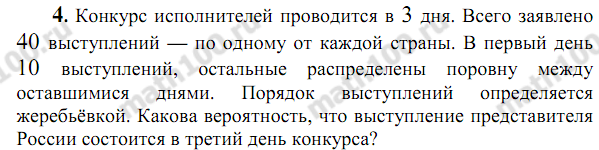 4. Конкурс исполнителей проводится в 3 дня. Всего заявлено
40 выступлений — по одному от каждой страны. В первый день
10 выступлений, остальные распределены поровну между
оставшимися днями. Порядок выступлений определяется
жеребьёвкой. Какова вероятность, что выступление представителя
России состоится в третий день конкурса?
math100.ru